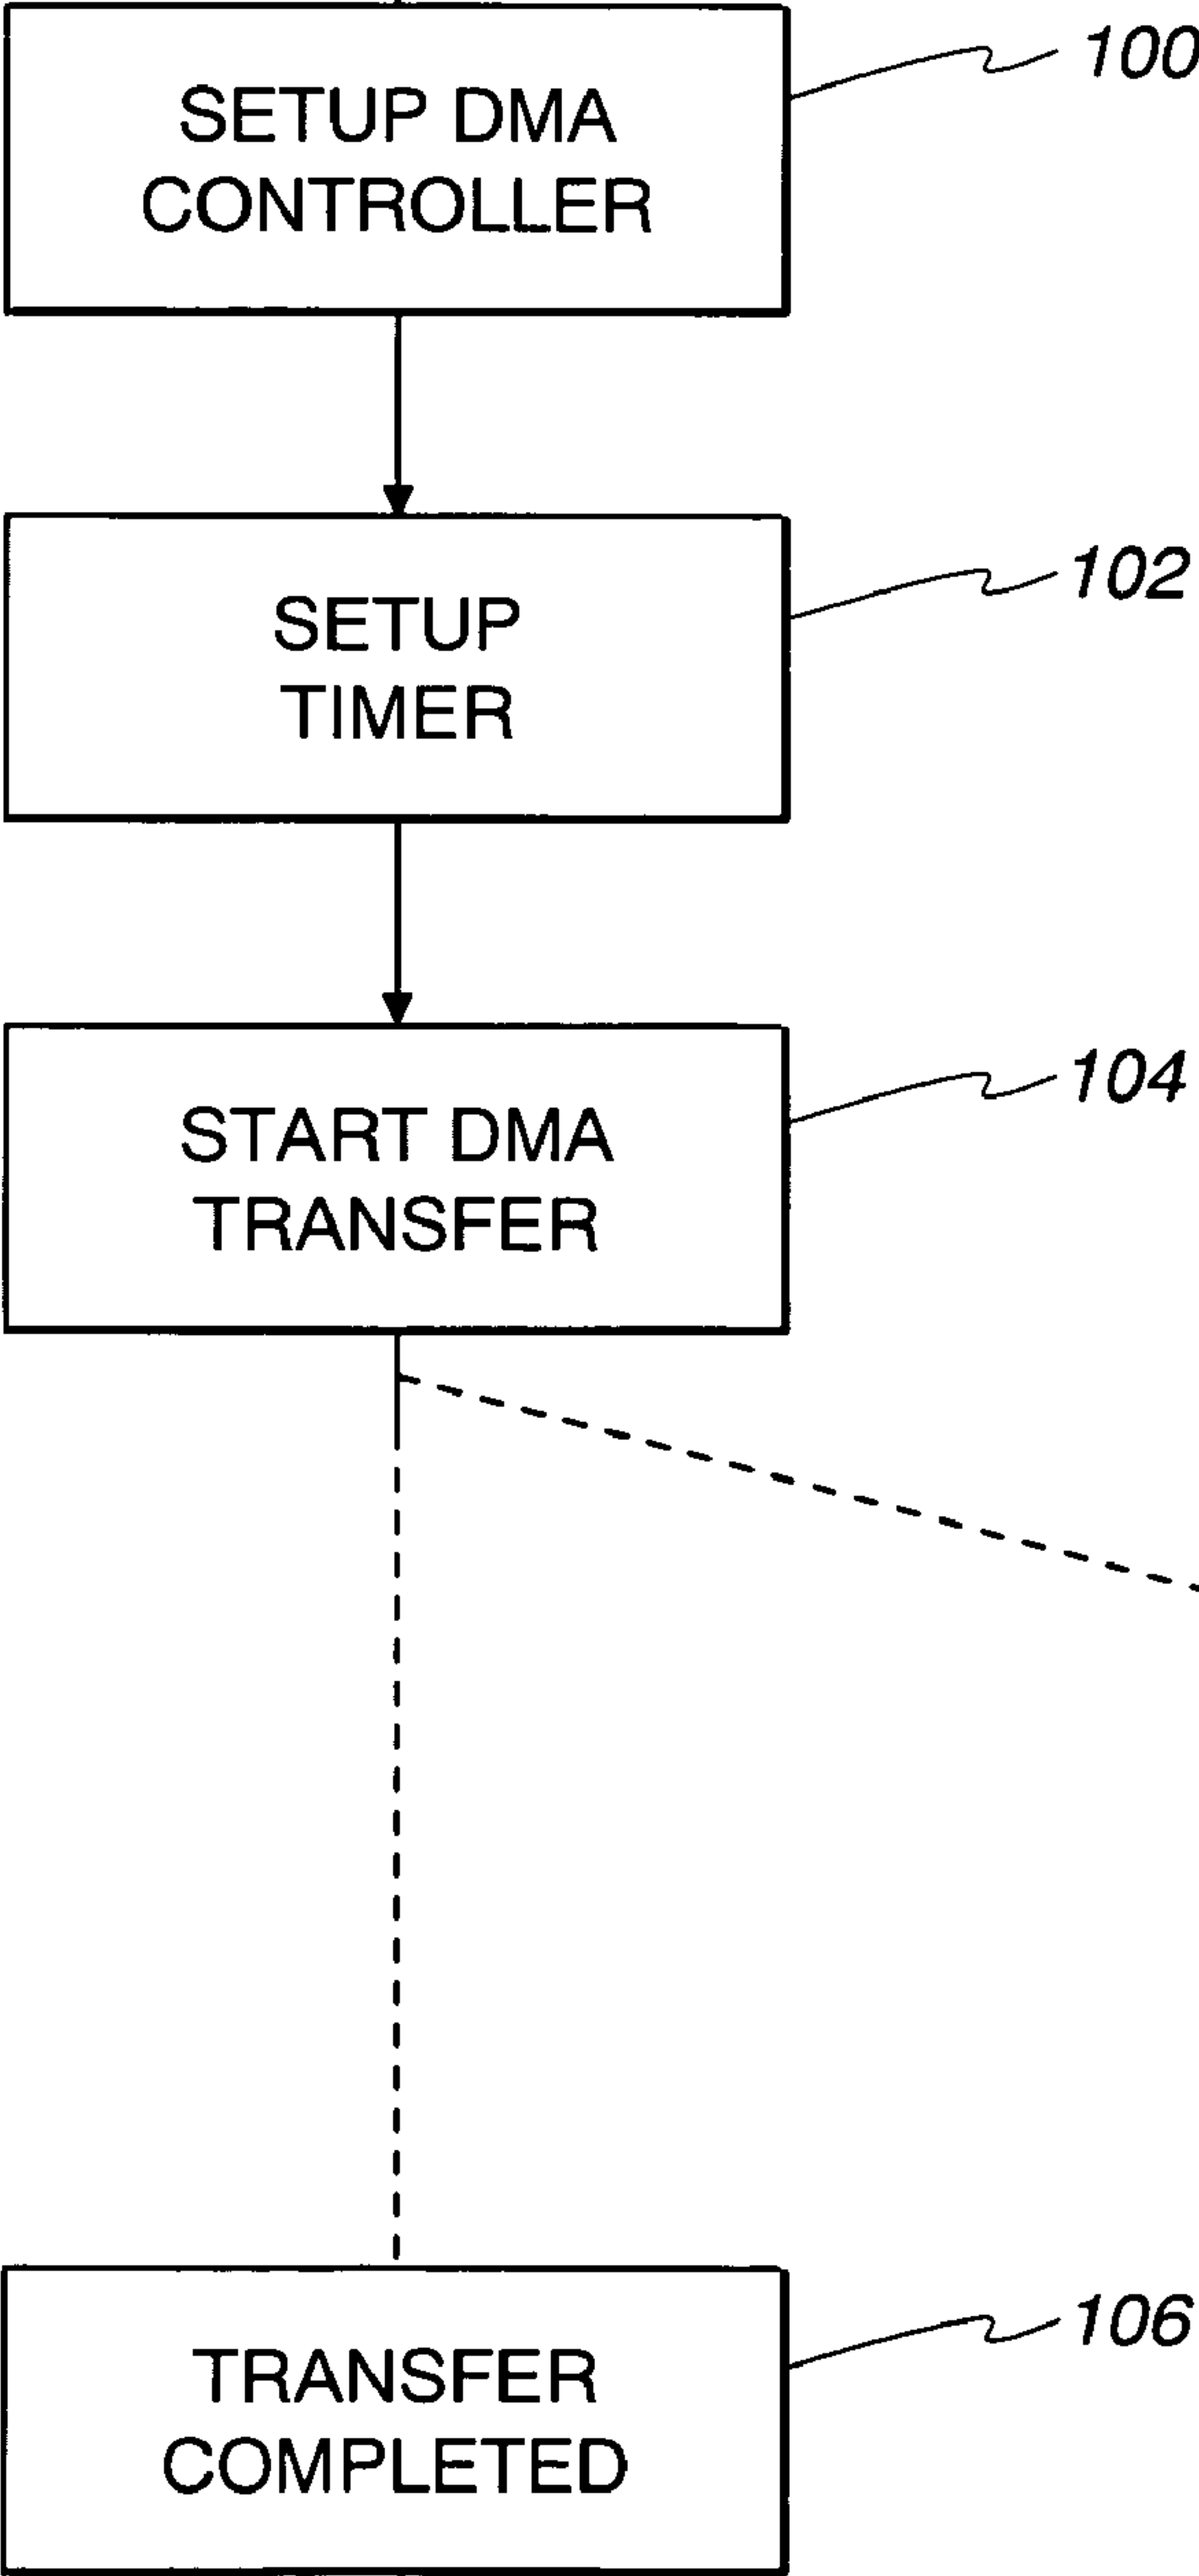 100
SETUP DMA
CONTROLLER
102
SETUP
TIMER
104
START DMA
TRANSFER
106
TRANSFER
COMPLETED